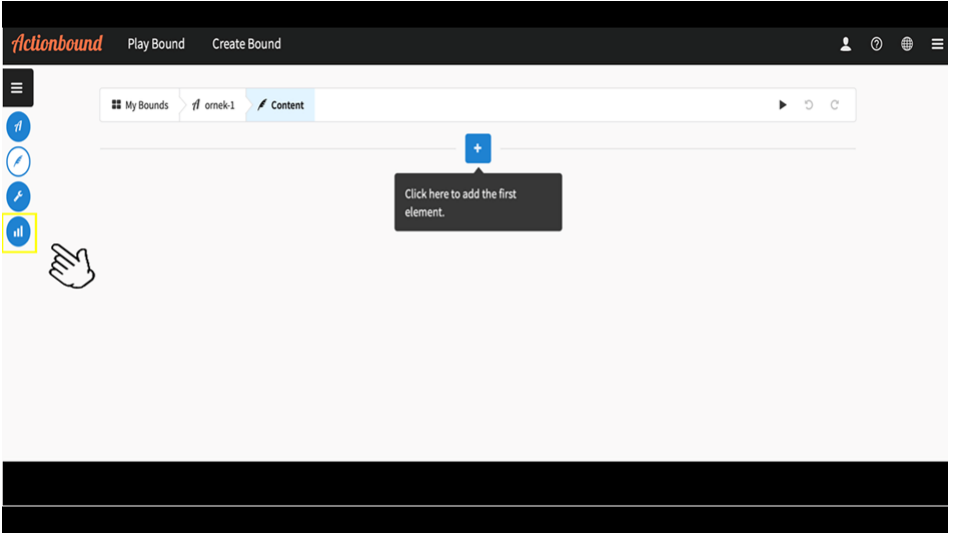 Actionbound Play Bound Create Bound
My Bounds ornek-1 Content
Click here to add the first
element.